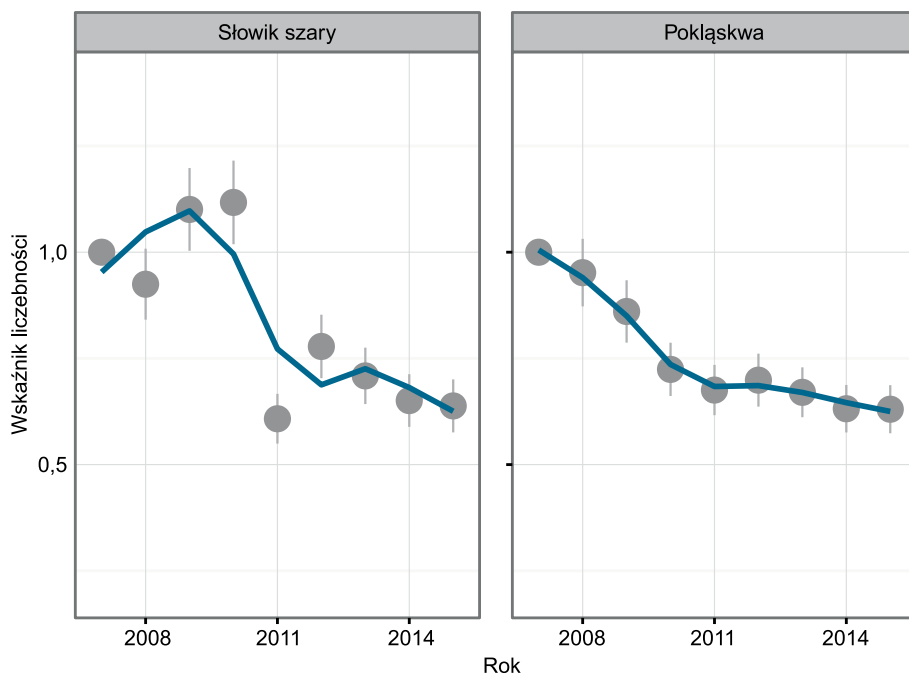 Słowik szary
Pokląskwa
Wskaźnik liczebności
1,0
0,5
2008
2011
2014
2008
2011
2014
Rok